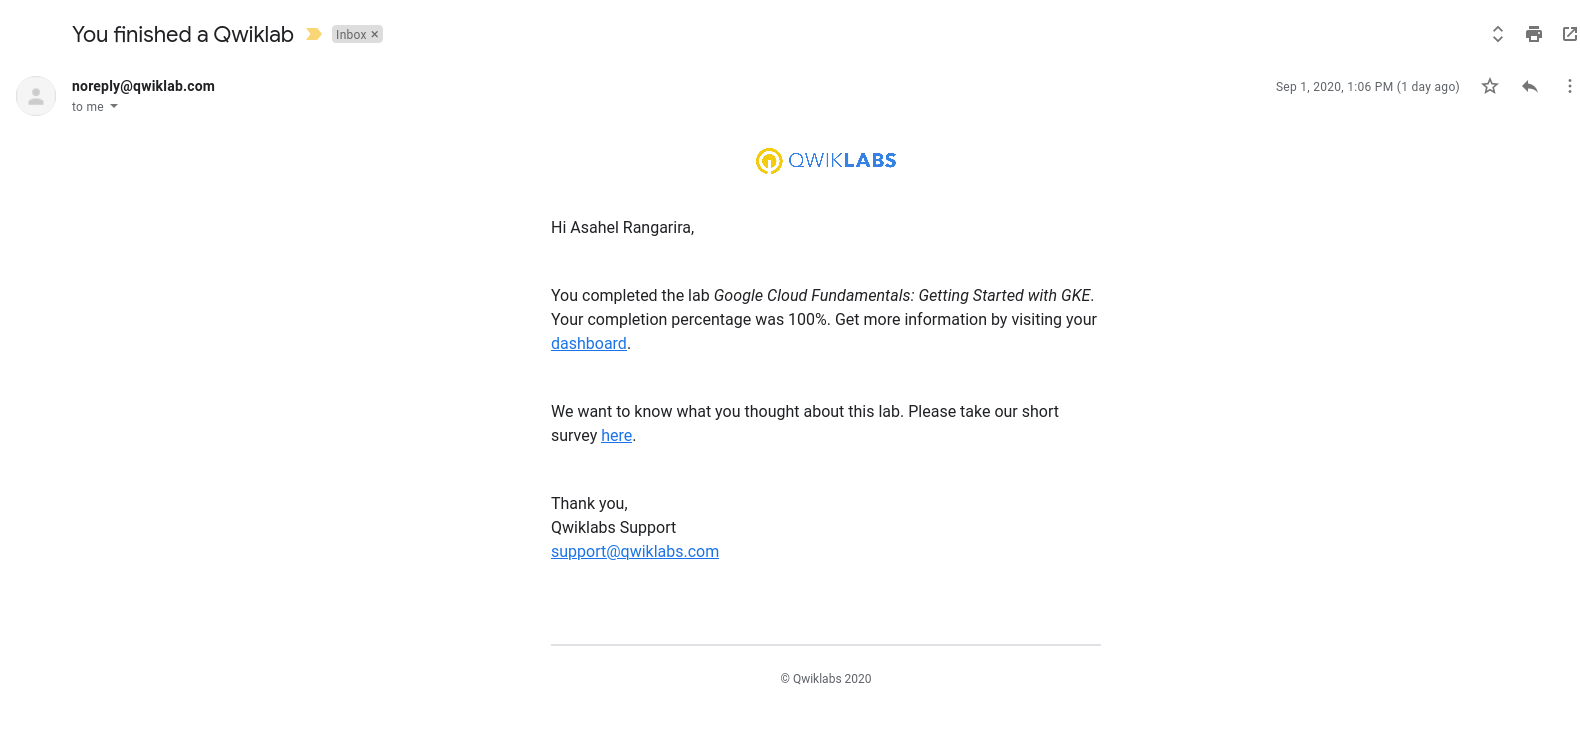 You finished a Qwiklab
Inbox ×
noreply@qwiklab.com
Sep 1, 2020, 1:06 PM (1 day ago)
to me
QWIKLABS
Hi Asahel Rangarira,
You completed the lab Google Cloud Fundamentals: Getting Started with GKE.
Your completion percentage was 100%. Get more information by visiting your
dashboard.
We want to know what you thought about this lab. Please take our short
survey here.
Thank you,
Qwiklabs Support
support@qwiklabs.com
© Qwiklabs 2020